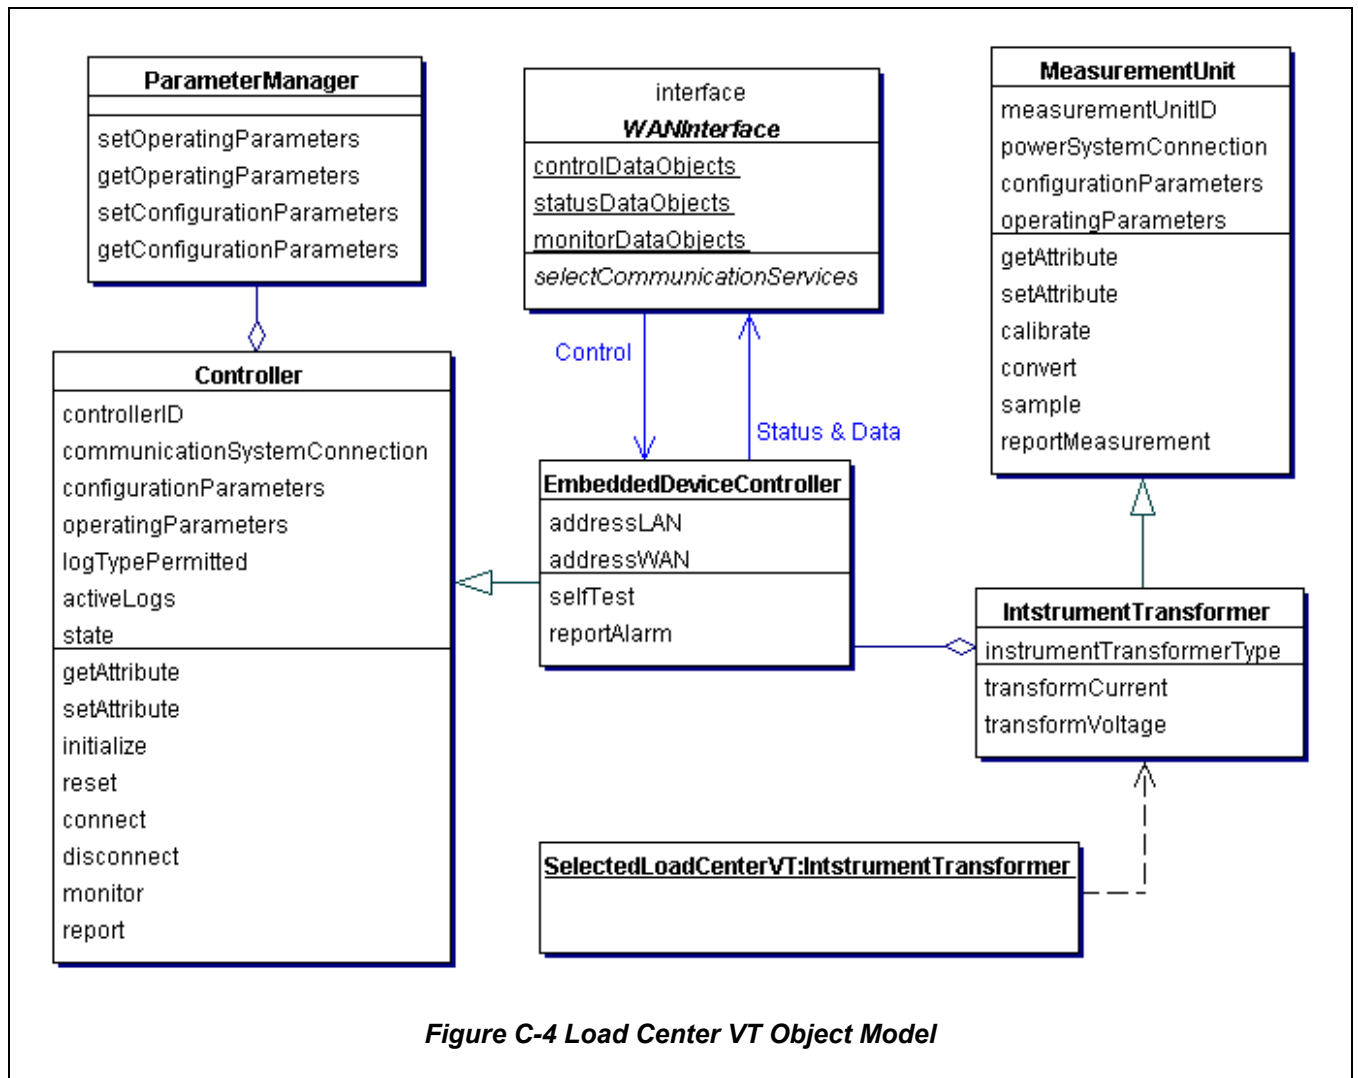 ParameterManager
setOperatingParameters
getOperatingParameters
setConfigurationParameters
getConfigurationParameters
interface
WANInterface
controlDataObjects
statusDataObjects
monitorDataObjects
selectCommunicationServices
MeasurementUnit
measurementUnitID
powerSystemConnection
configurationParameters
operatingParameters
getAttribute
setAttribute
calibrate
convert
sample
reportMeasurement
Control
Status & Data
Controller
controllerID
communicationSystemConnection
configurationParameters
operatingParameters
logTypePermitted
activeLogs
state
getAttribute
setAttribute
initialize
reset
connect
disconnect
monitor
report
EmbeddedDeviceController
addressLAN
addressWAN
selfTest
reportAlarm
IntstrumentTransformer
instrumentTransformerType
transformCurrent
transformVoltage
SelectedLoadCenterVT:IntstrumentTransformer
Figure C-4 Load Center VT Object Model